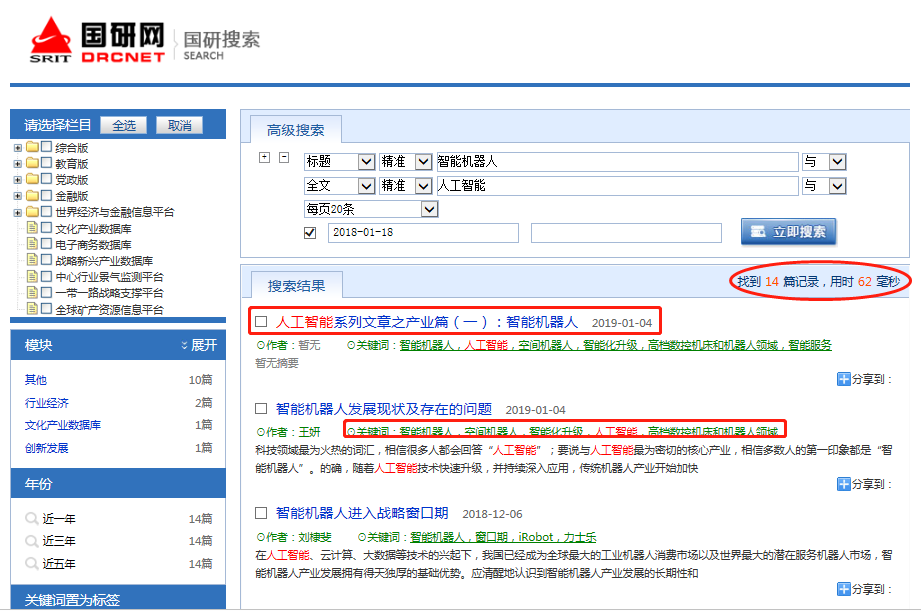 国研网
SRIT DRCNET
国研搜索
SEARCH
请选择栏目 全选 取消
综合版
教育版
党政版
金融版
世界经济与金融信息平台
文化产业数据库
电子商务数据库
战略新兴产业数据库
中心行业景气监测平台
一带一路战略支撑平台
全球矿产资源信息平台
模块 展开
其他 10篇
行业经济 2篇
文化产业数据库 1篇
创新发展 1篇
年份
近一年 14篇
近三年 14篇
近五年 14篇
关键词置为标签
高级搜索
标题 精准 智能机器人 与
全文 精准 人工智能 与
每页20条
2018-01-18 立即搜索
搜索结果 找到 14 篇记录，用时 62 毫秒
人工智能系列文章之产业篇（一）：智能机器人 2019-01-04
作者：暂无 关键词：智能机器人，人工智能，空间机器人，智能化升级，高档数控机床和机器人领域，智能服务
暂无摘要
分享到：
智能机器人发展现状及存在的问题 2019-01-04
作者：王妍 关键词：智能机器人，空间机器人，智能化升级，人工智能，高档数控机床和机器人领域
科技领域最为火热的词汇，相信很多人都会回答“人工智能”；要说与人工智能最为密切的核心产业，相信多数人的第一印象都是“智
能机器人”。的确，随着人工智能技术快速升级，并持续深入应用，传统机器人产业开始加快
分享到：
智能机器人进入战略窗口期 2018-12-06
作者：刘棣斐 关键词：智能机器人，窗口期，iRobot，力士乐
在人工智能、云计算、大数据等技术的兴起下，我国已经成为全球最大的工业机器人消费市场以及世界最大的潜在服务机器人市场，智
能机器人产业发展拥有得天独厚的基础优势。应清醒地认识到智能机器人产业发展的长期性和
分享到：